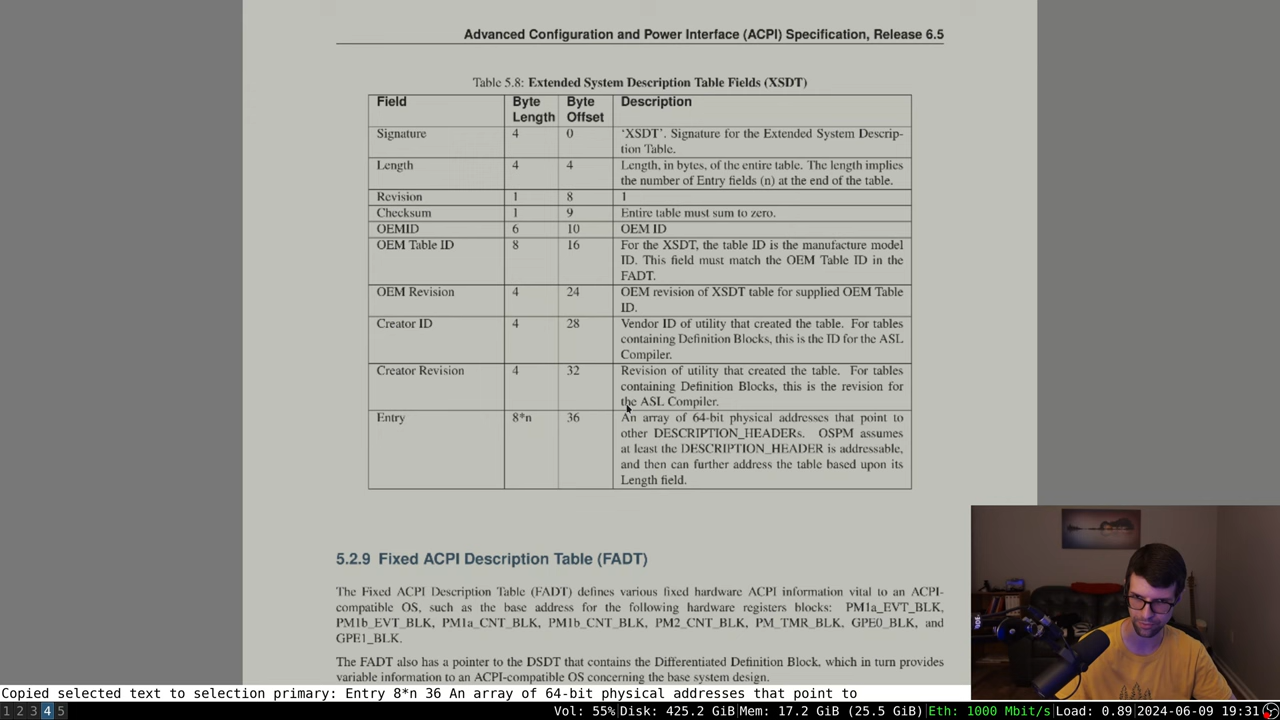 Advanced Configuration and Power Interface (ACPI) Specification, Release 6.5
Table 5.8: Extended System Description Table Fields (XSDT)
Field Byte Length Byte Offset Description
Signature 4 0 ‘XSDT’. Signature for the Extended System Descrip-
tion Table.
Length 4 4 Length, in bytes, of the entire table. The length implies
the number of Entry fields (n) at the end of the table.
Revision 1 8 1
Checksum 1 9 Entire table must sum to zero.
OEMID 6 10 OEM ID
OEM Table ID 8 16 For the XSDT, the table ID is the manufacture model
ID. This field must match the OEM Table ID in the
FADT.
OEM Revision 4 24 OEM revision of XSDT table for supplied OEM Table
ID.
Creator ID 4 28 Vendor ID of utility that created the table. For tables
containing Definition Blocks, this is the ID for the ASL
Compiler.
Creator Revision 4 32 Revision of utility that created the table. For tables
containing Definition Blocks, this is the revision for
the ASL Compiler.
Entry 8*n 36 An array of 64-bit physical addresses that point to
other DESCRIPTION_HEADERs. OSPM assumes
at least the DESCRIPTION_HEADER is addressable,
and then can further address the table based upon its
Length field.
5.2.9 Fixed ACPI Description Table (FADT)
The Fixed ACPI Description Table (FADT) defines various fixed hardware ACPI information vital to an ACPI-
compatible OS, such as the base address for the following hardware registers blocks: PM1a_EVT_BLK,
PM1b_EVT_BLK, PM1a_CNT_BLK, PM1b_CNT_BLK, PM2_CNT_BLK, PM_TMR_BLK, GPE0_BLK, and
GPE1_BLK.
The FADT also has a pointer to the DSDT that contains the Differentiated Definition Block, which in turn provides
variable information to an ACPI-compatible OS concerning the base system design.
Copied selected text to selection primary: Entry 8*n 36 An array of 64-bit physical addresses that point to
1 2 3 4 5 Vol: 55% Disk: 425.2 GiB Mem: 17.2 GiB (25.5 GiB) Eth: 1000 Mbit/s Load: 0.89 2024-06-09 19:31